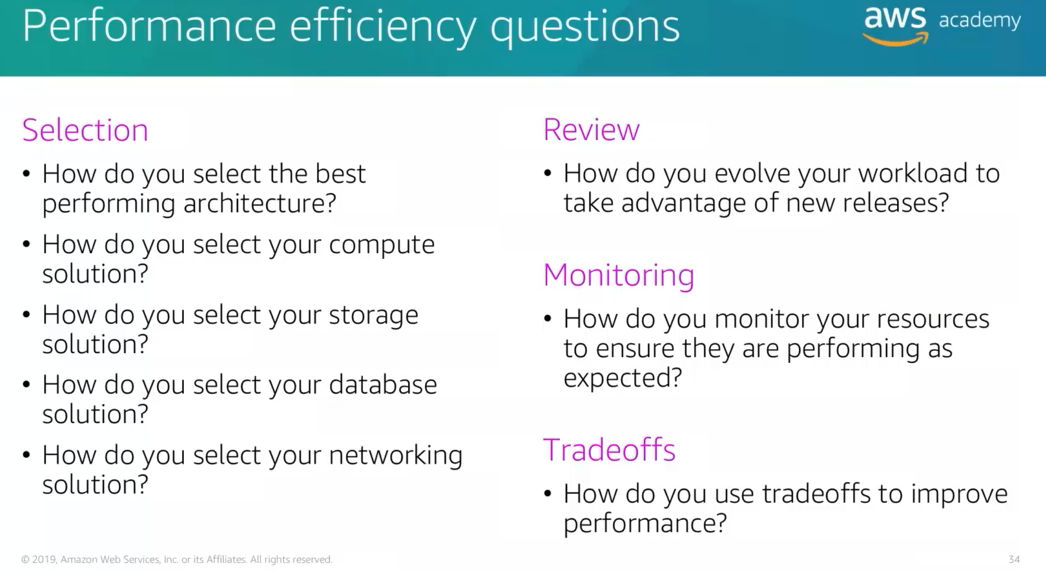 Performance efficiency questions
aws academy
Selection
• How do you select the best
performing architecture?
• How do you select your compute
solution?
• How do you select your storage
solution?
• How do you select your database
solution?
• How do you select your networking
solution?
Review
• How do you evolve your workload to
take advantage of new releases?
Monitoring
• How do you monitor your resources
to ensure they are performing as
expected?
Tradeoffs
• How do you use tradeoffs to improve
performance?
© 2019, Amazon Web Services, Inc. or its Affiliates. All rights reserved.
34